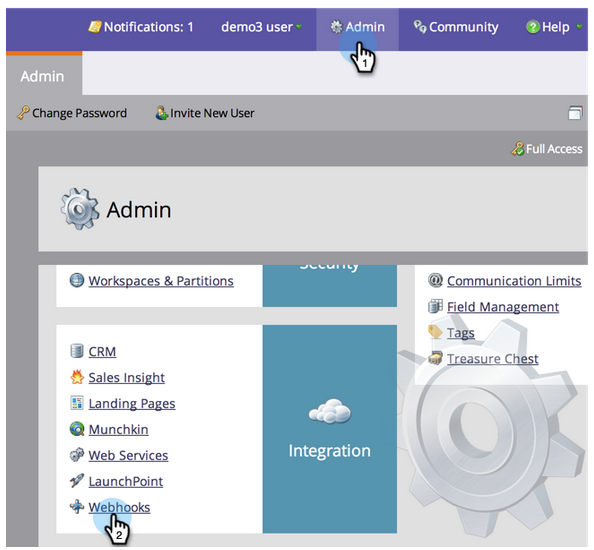 Notifications: 1 demo3 user Admin Community Help
1
Admin
Change Password Invite New User
Full Access
Admin
Security
Workspaces & Partitions
Communication Limits
Field Management
Tags
Treasure Chest
CRM
Sales Insight
Landing Pages
Munchkin
Web Services
LaunchPoint
Webhooks
Integration
2